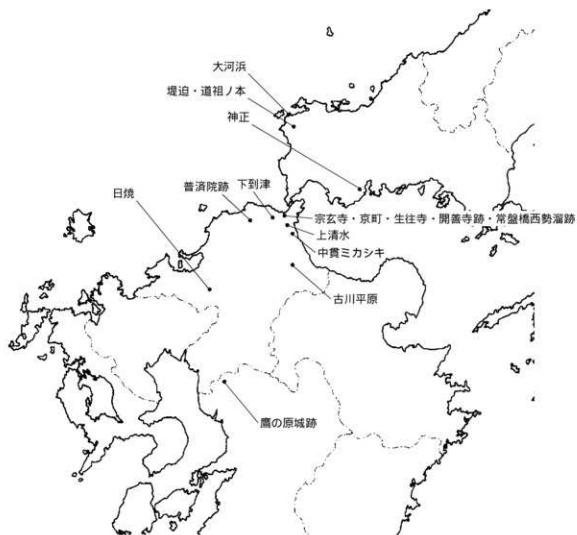 大河浜
堤迫・道祖ノ本
神正
下到津
普済院跡
日焼
宗玄寺・京町・生往寺・開善寺跡・常盤橋西勢溜跡
上清水
中貫ミカシキ
古川平原
鷹の原城跡